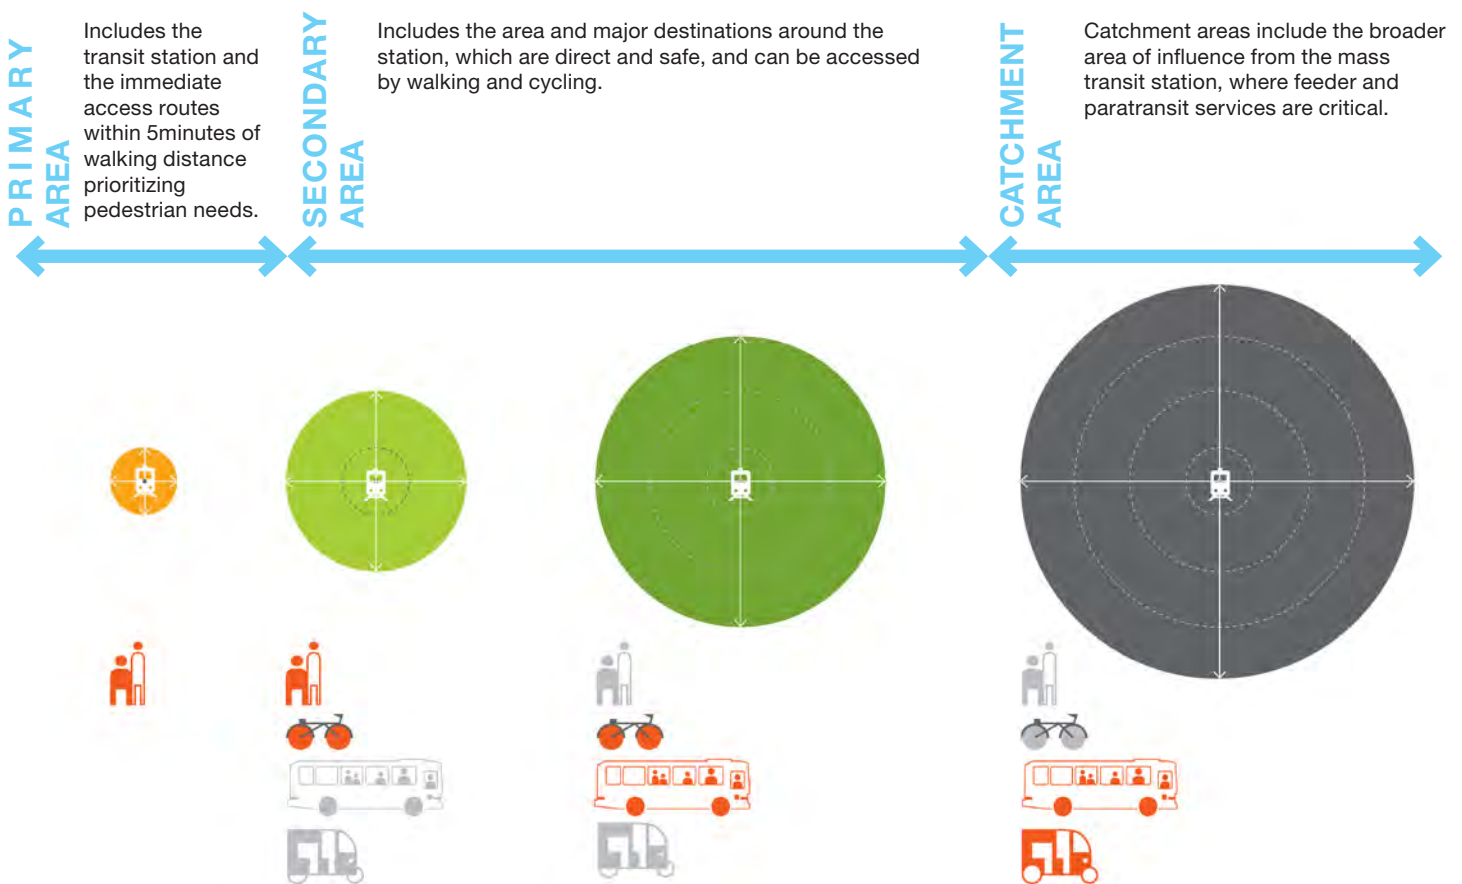 PRIMARY
AREA
Includes the
transit station and
the immediate
access routes
within 5minutes of
walking distance
prioritizing
pedestrian needs.
SECONDARY
AREA
Includes the area and major destinations around the
station, which are direct and safe, and can be accessed
by walking and cycling.
CATCHMENT
AREA
Catchment areas include the broader
area of influence from the mass
transit station, where feeder and
paratransit services are critical.